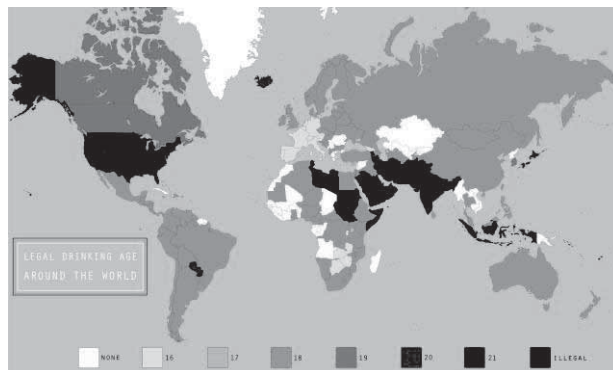 LEGAL DRINKING AGE
AROUND THE WORLD
NONE 16 17 18 19 20 21 ILLEGAL